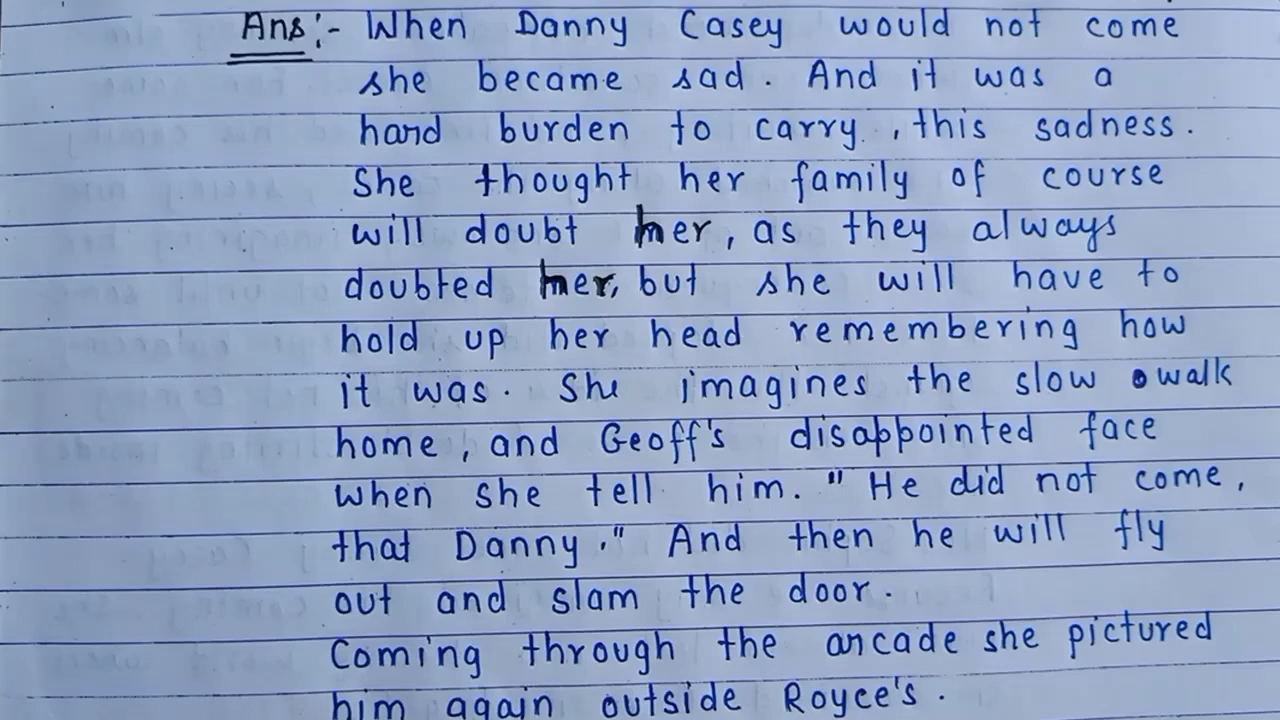 Ans:- When Danny Casey would not come
she became sad. And it was a
hard burden to carry, this sadness.
She thought her family of course
will doubt her, as they always
doubted her, but she will have to
hold up her head remembering how
it was. She imagines the slow walk
home, and Geoff's disappointed face
when she tell him. "He did not come,
that Danny." And then he will fly
out and slam the door.
Coming through the arcade she pictured
him again outside Royce's.